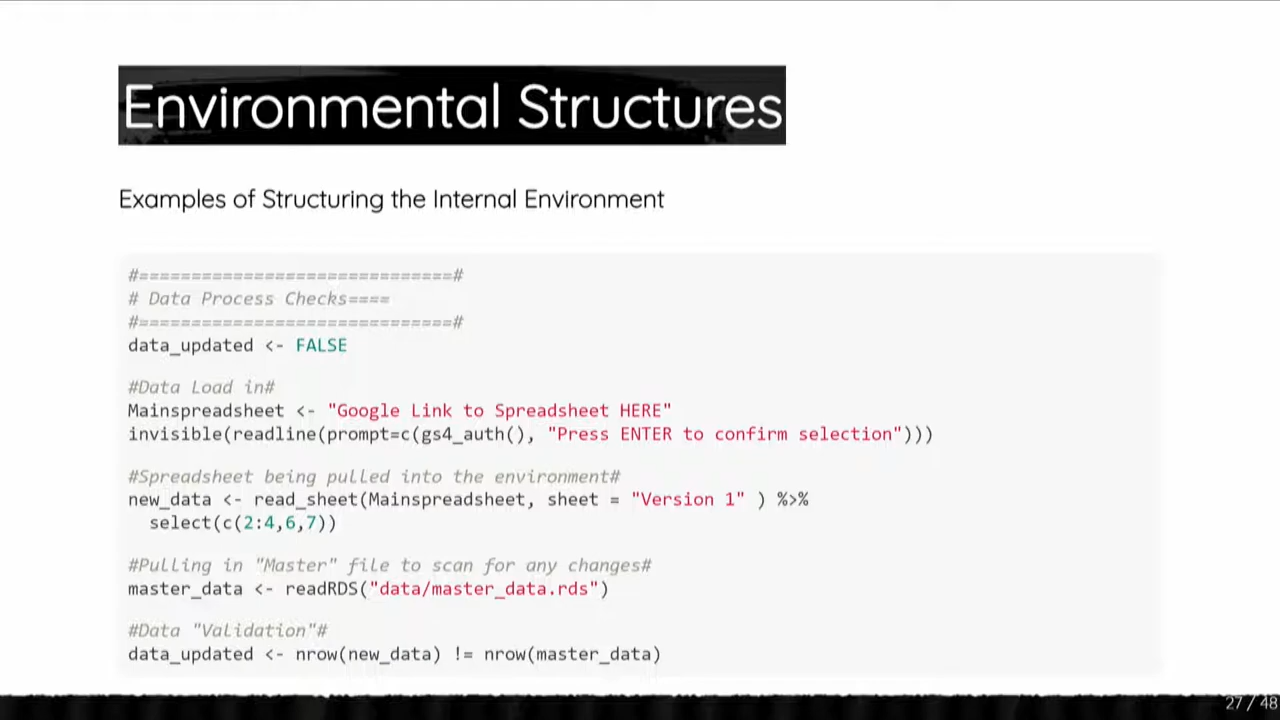 Environmental Structures
Examples of Structuring the Internal Environment
#==============================#
# Data Process Checks====
#==============================#
data_updated <- FALSE
#Data Load in#
Mainspreadsheet <- "Google Link to Spreadsheet HERE"
invisible(readline(prompt=c(gs4_auth(), "Press ENTER to confirm selection")))
#Spreadsheet being pulled into the environment#
new_data <- read_sheet(Mainspreadsheet, sheet = "Version 1" ) %>%
  select(c(2:4,6,7))
#Pulling in "Master" file to scan for any changes#
master_data <- readRDS("data/master_data.rds")
#Data "Validation"#
data_updated <- nrow(new_data) != nrow(master_data)
27 / 48